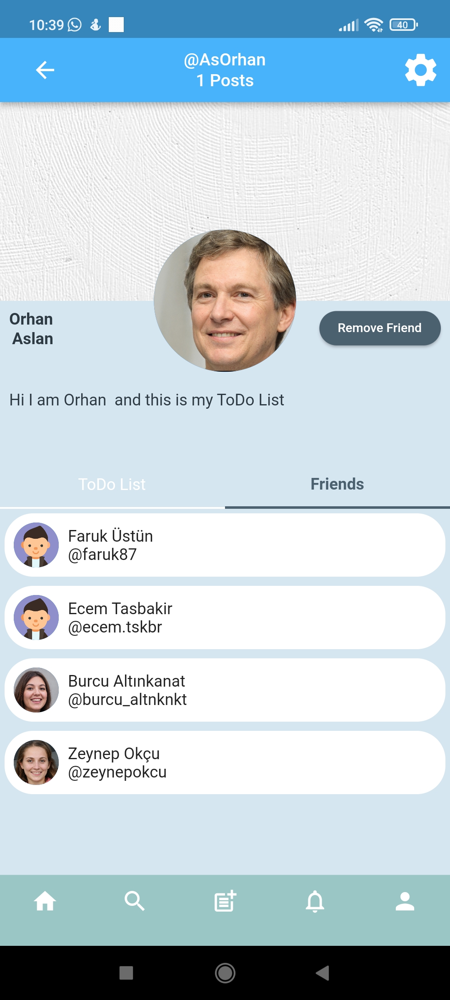 10:39
40
@AsOrhan
1 Posts
Orhan
Aslan
Remove Friend
Hi I am Orhan  and this is my ToDo List
ToDo List
Friends
Faruk Üstün
@faruk87
Ecem Tasbakir
@ecem.tskbr
Burcu Altınkanat
@burcu_altnknkt
Zeynep Okçu
@zeynepokcu